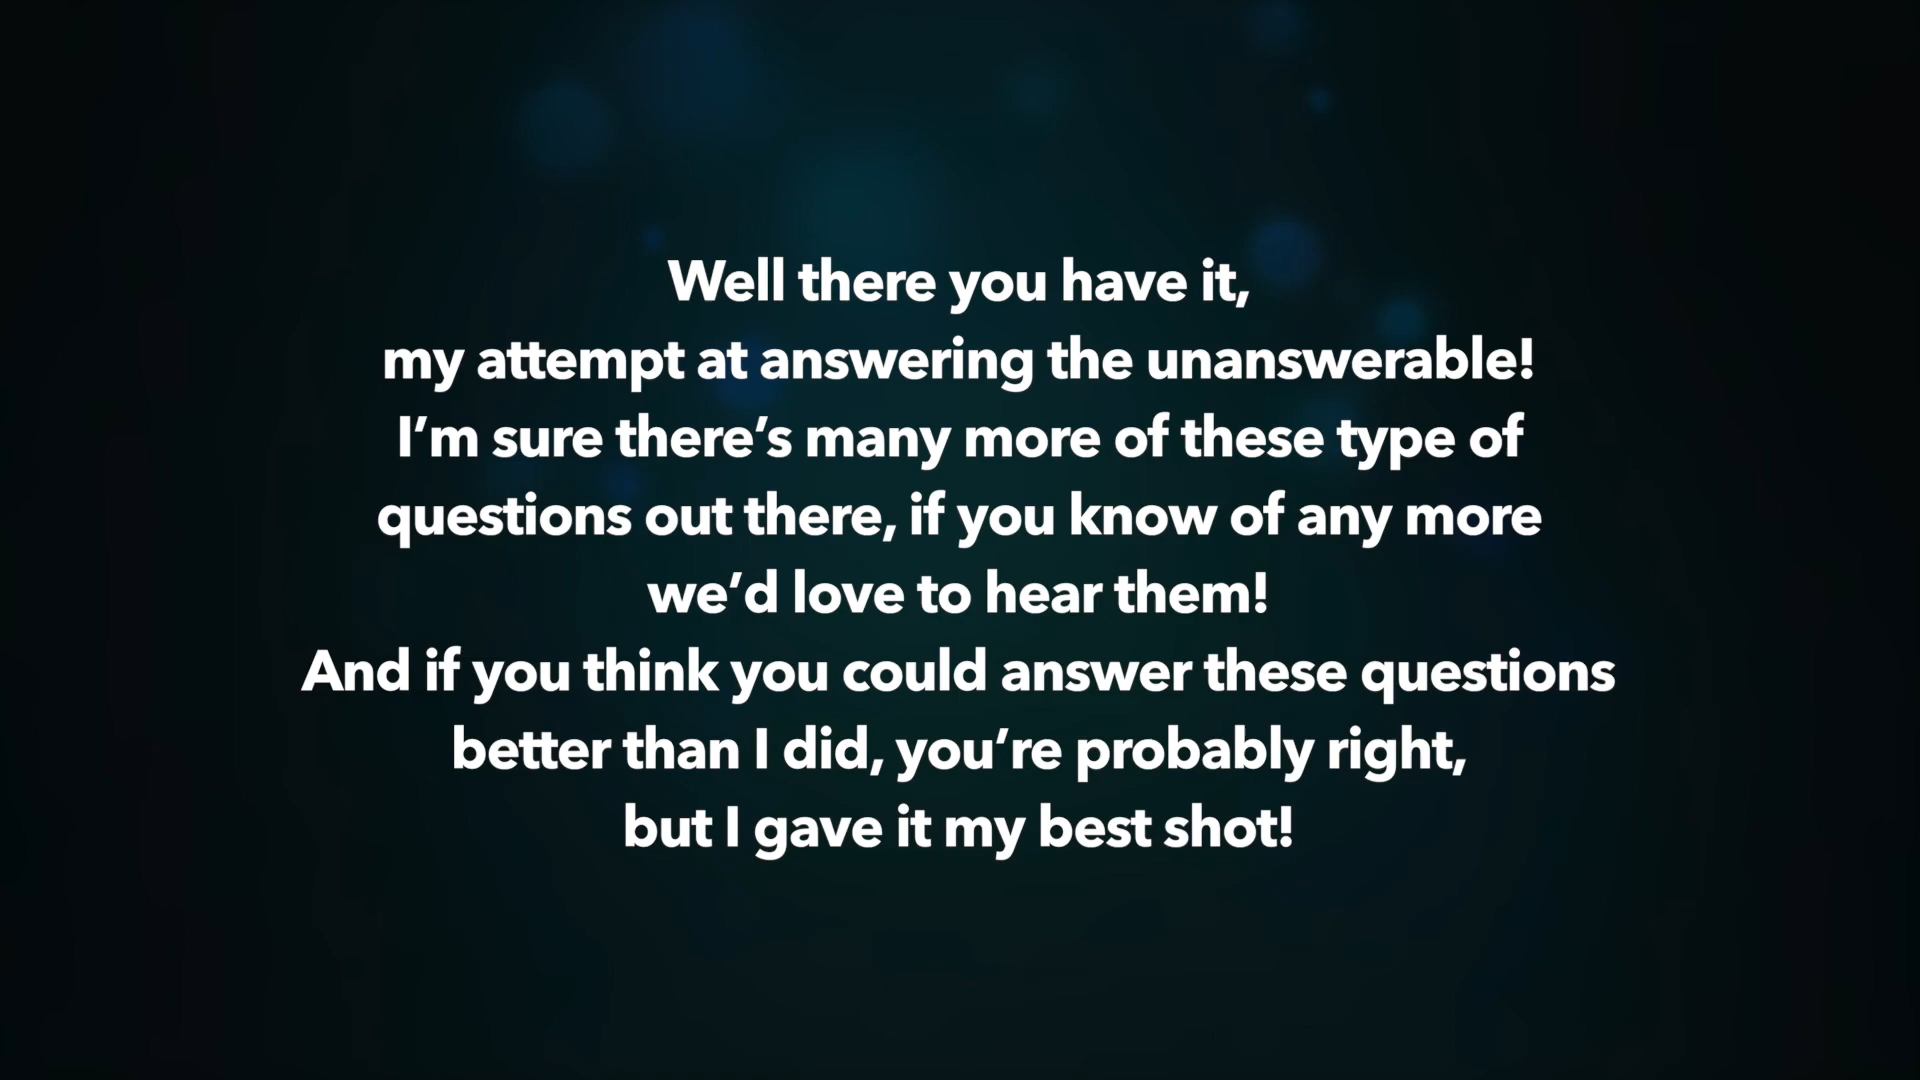 Well there you have it,
my attempt at answering the unanswerable!
I’m sure there’s many more of these type of
questions out there, if you know of any more
we’d love to hear them!
And if you think you could answer these questions
better than I did, you’re probably right,
but I gave it my best shot!